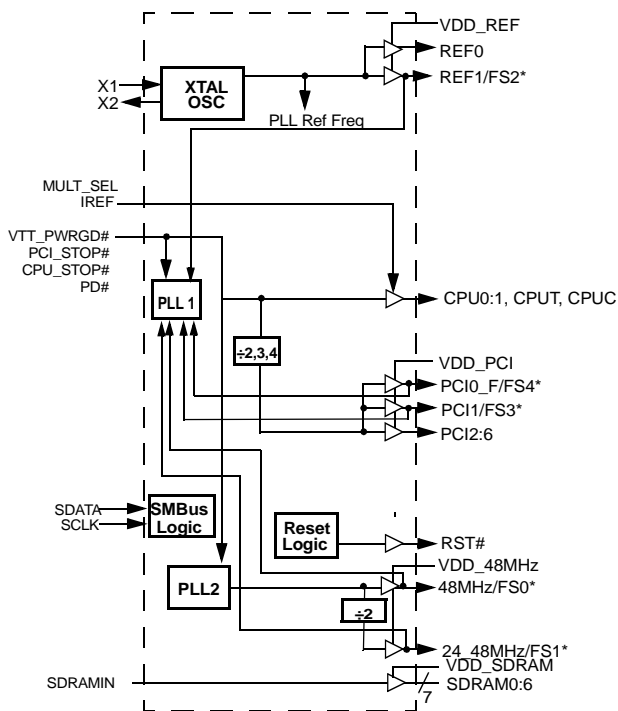 VDD_REF
REF0
REF1/FS2*
X1
X2
XTAL
OSC
PLL Ref Freq
MULT_SEL
IREF
VTT_PWRGD#
PCI_STOP#
CPU_STOP#
PD#
PLL 1
CPU0:1, CPUT, CPUC
÷2,3,4
VDD_PCI
PCI0_F/FS4*
PCI1/FS3*
PCI2:6
SDATA
SCLK
SMBus
Logic
Reset
Logic
RST#
VDD_48MHz
PLL2
48MHz/FS0*
÷2
24_48MHz/FS1*
VDD_SDRAM
SDRAMIN
SDRAM0:6
7